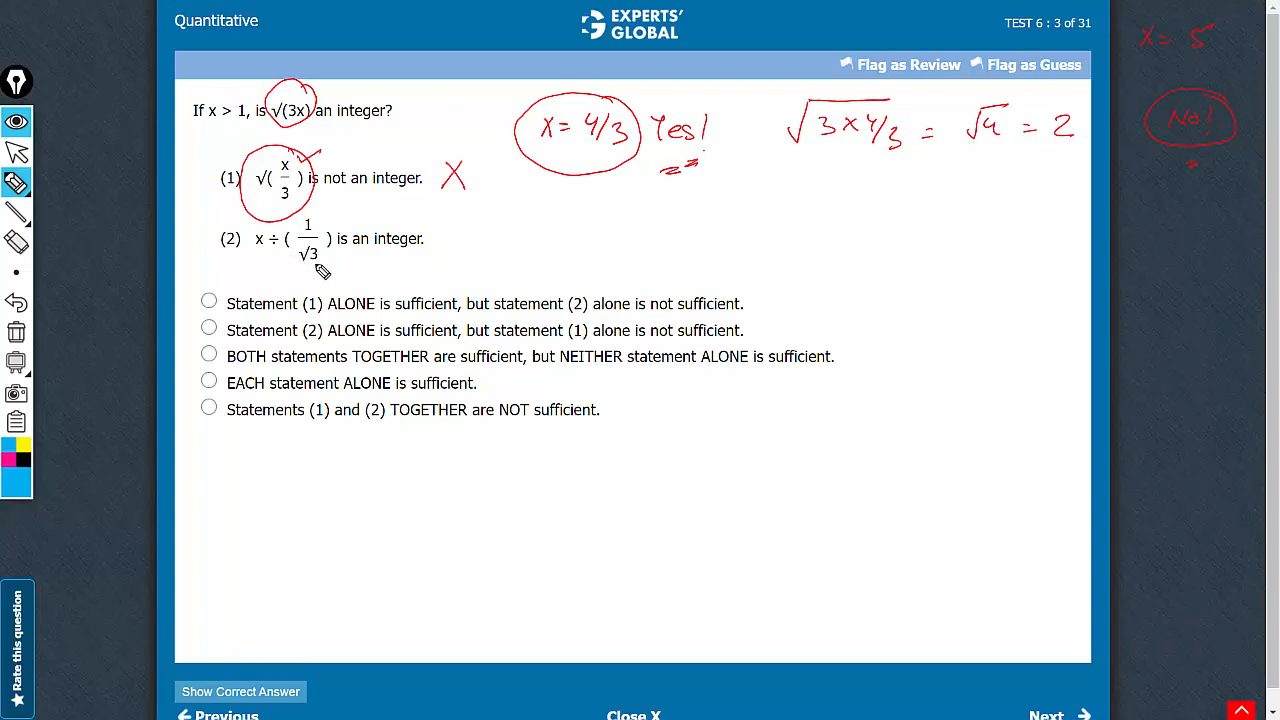 Quantitative
EXPERTS'
GLOBAL
TEST 6 : 3 of 31
Flag as Review
Flag as Guess
X = 5
No!
If x > 1, is √(3x) an integer?
X = 4/3 Yes!
√3×4/3 = √4 = 2
(1) √(x/3) is not an integer. X
(2) x ÷ (1/√3) is an integer.
Statement (1) ALONE is sufficient, but statement (2) alone is not sufficient.
Statement (2) ALONE is sufficient, but statement (1) alone is not sufficient.
BOTH statements TOGETHER are sufficient, but NEITHER statement ALONE is sufficient.
EACH statement ALONE is sufficient.
Statements (1) and (2) TOGETHER are NOT sufficient.
Rate this question
Show Correct Answer
Previous
Close X
Next